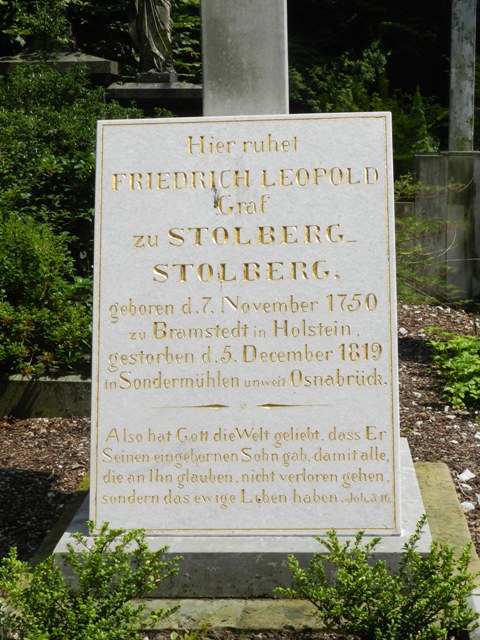 Hier ruhet
FRIEDRICH LEOPOLD
Graf
zu STOLBERG-
STOLBERG,
geboren d. 7. November 1750
zu Bramstedt in Holstein,
gestorben d. 5. December 1819
in Sondermühlen unweit Osnabrück.
Also hat Gott die Welt geliebt, dass Er
Seinen eingebornen Sohn gab, damit alle,
die an Ihn glauben, nicht verloren gehen,
sondern das ewige Leben haben. Joh. 3, 16.